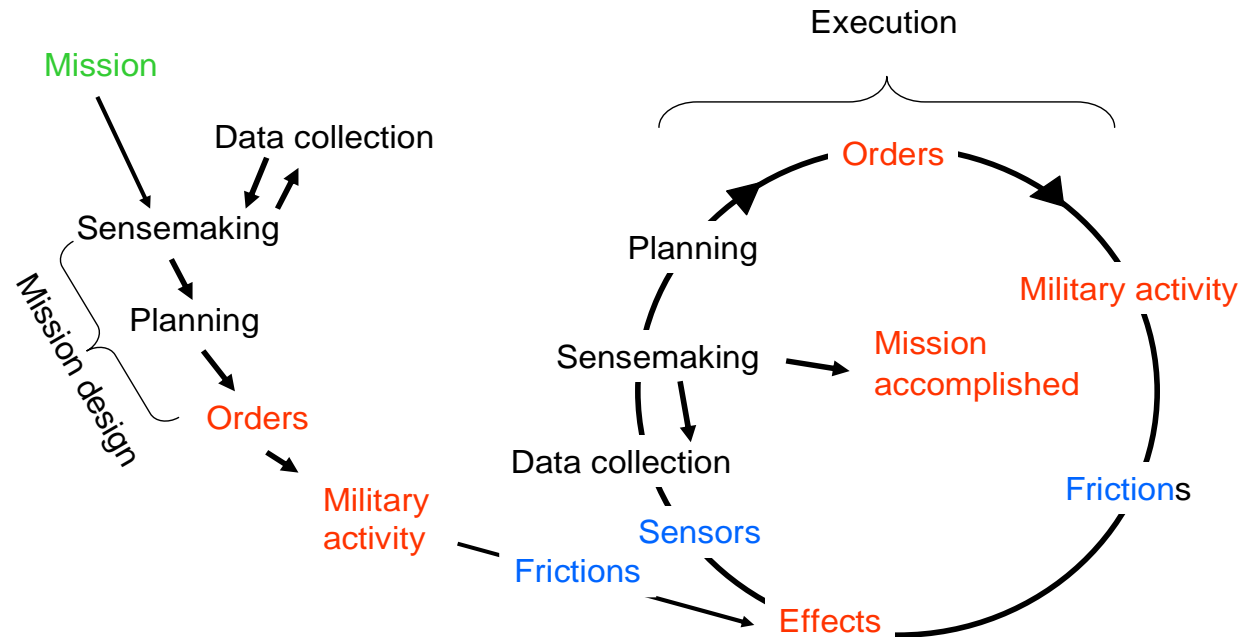 Execution
Mission
Data collection
Sensemaking
Planning
Orders
Mission design
Military
activity
Frictions
Orders
Planning
Military activity
Sensemaking
Mission
accomplished
Data collection
Sensors
Frictions
Effects